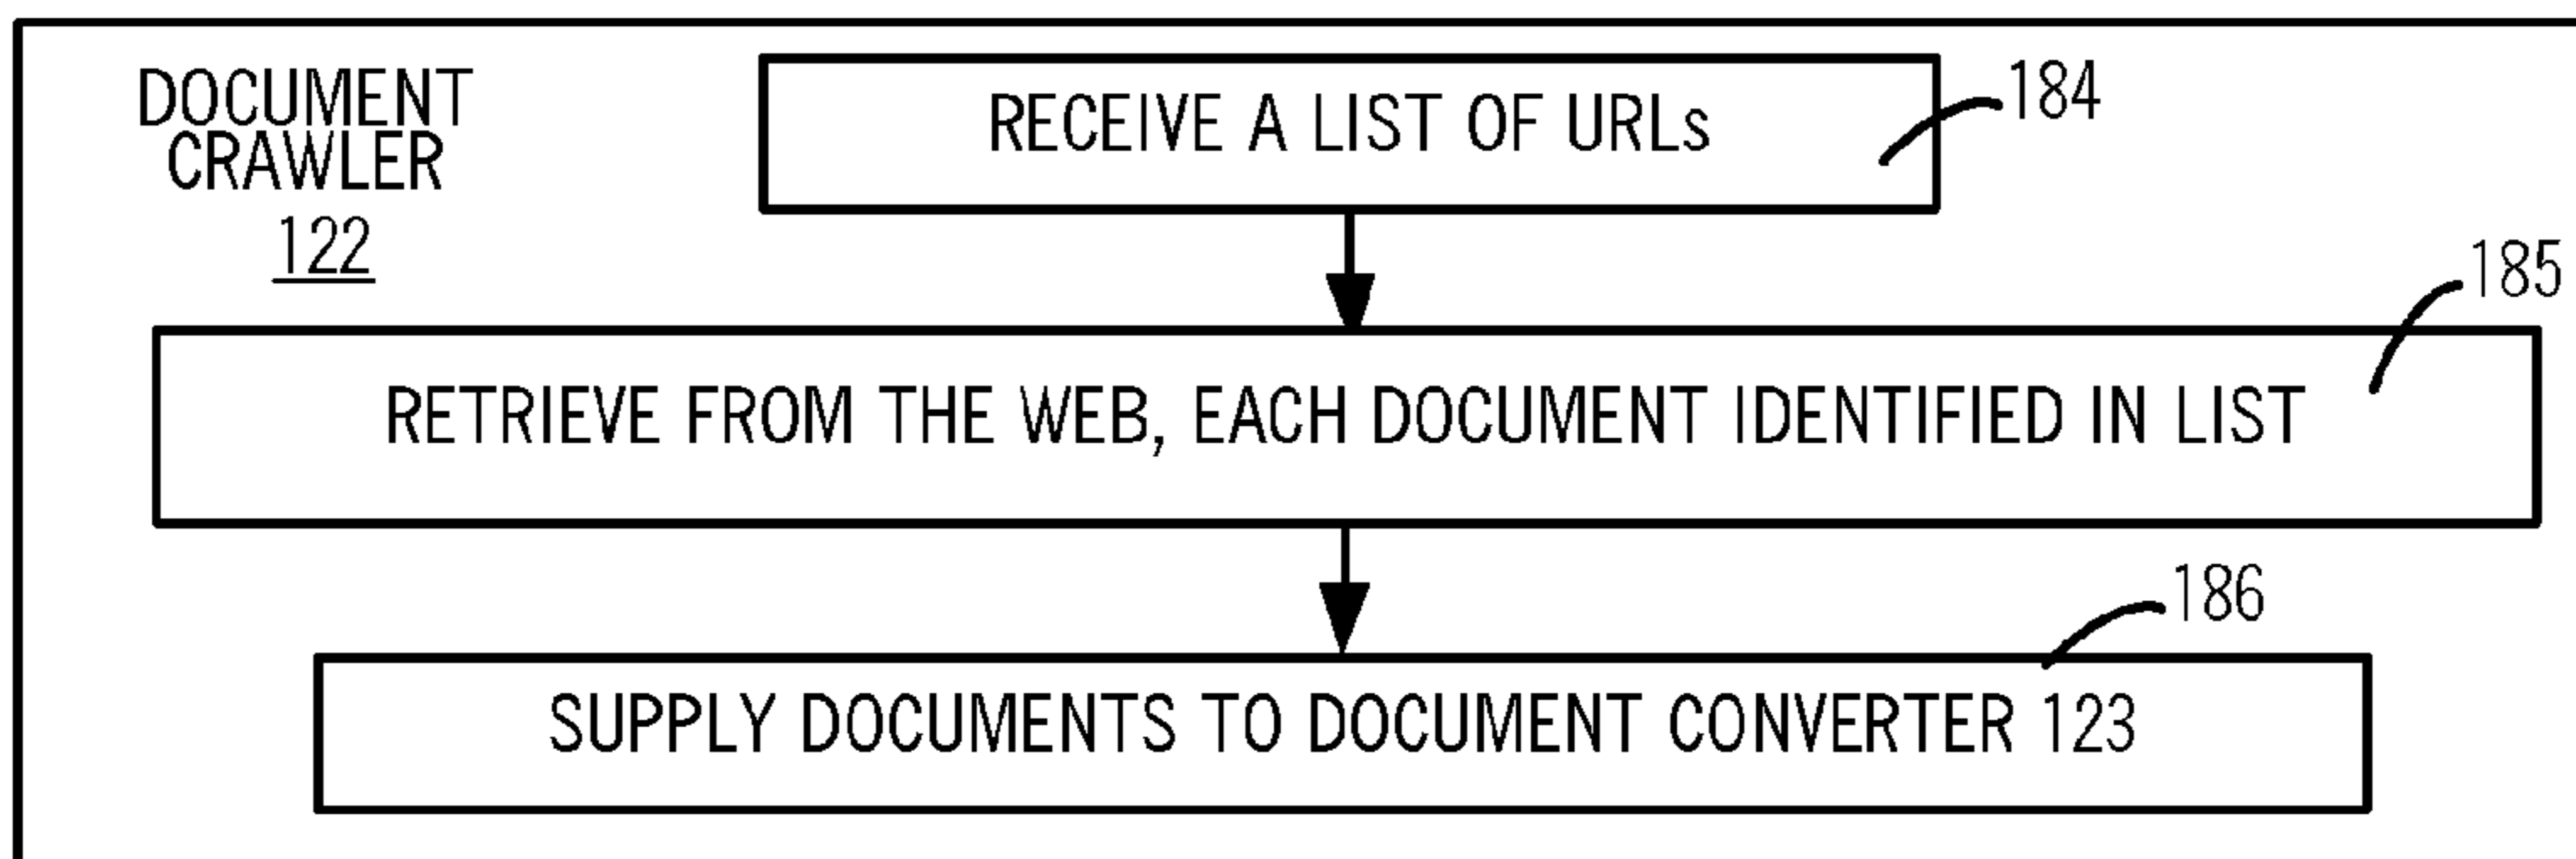 DOCUMENT
CRAWLER
122
RECEIVE A LIST OF URLs
184
RETRIEVE FROM THE WEB, EACH DOCUMENT IDENTIFIED IN LIST
185
SUPPLY DOCUMENTS TO DOCUMENT CONVERTER 123
186